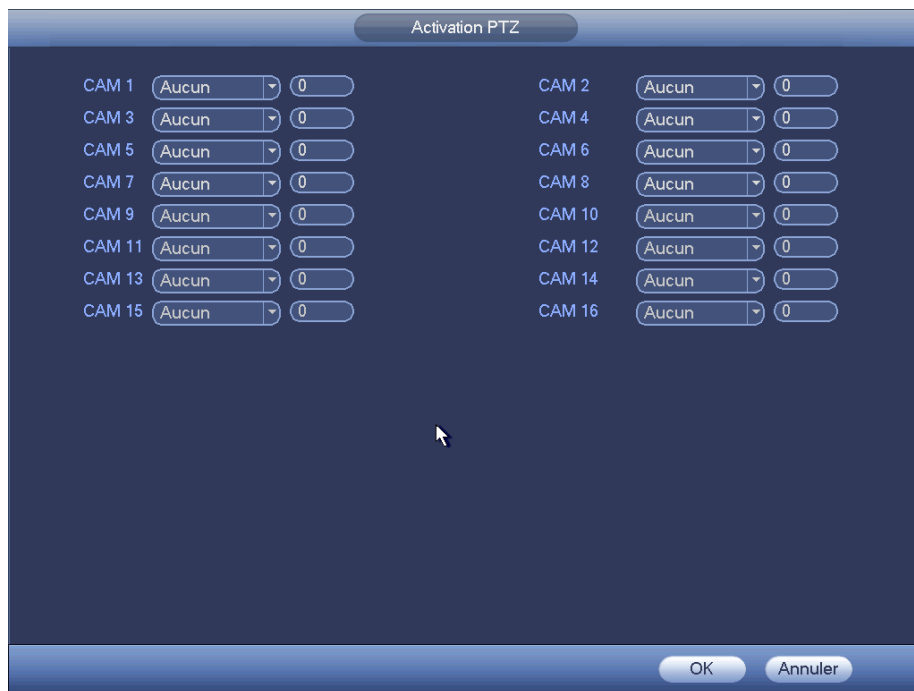 Activation PTZ
CAM 1 Aucun 0 CAM 2 Aucun 0
CAM 3 Aucun 0 CAM 4 Aucun 0
CAM 5 Aucun 0 CAM 6 Aucun 0
CAM 7 Aucun 0 CAM 8 Aucun 0
CAM 9 Aucun 0 CAM 10 Aucun 0
CAM 11 Aucun 0 CAM 12 Aucun 0
CAM 13 Aucun 0 CAM 14 Aucun 0
CAM 15 Aucun 0 CAM 16 Aucun 0
OK Annuler